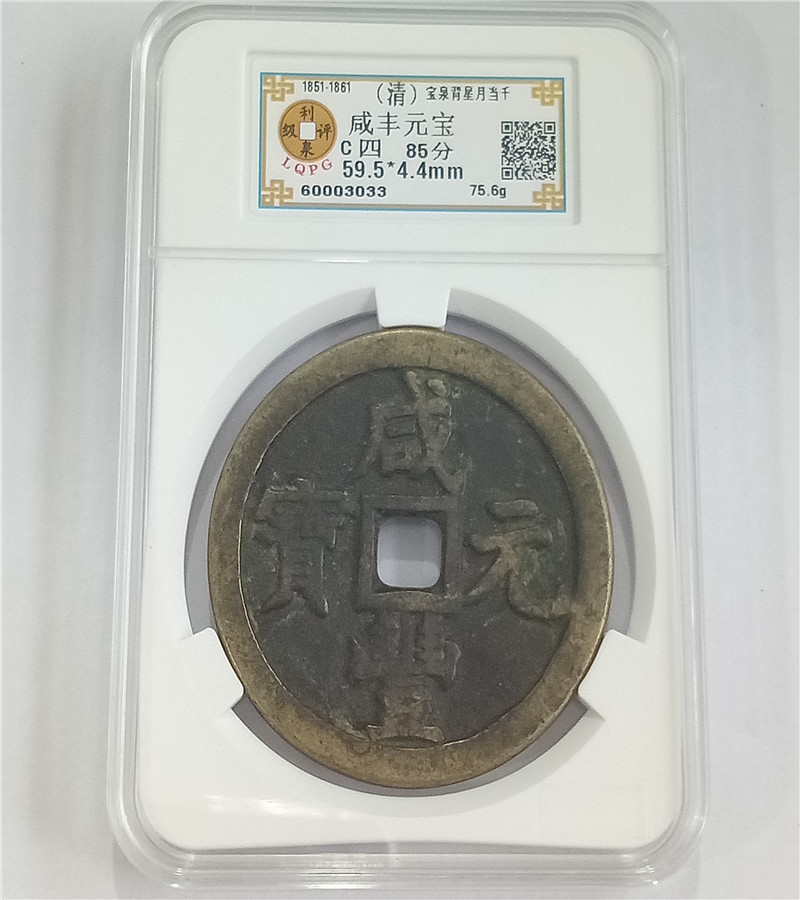 1851-1861 （清）宝泉背星月当千
利泉评级
LQPG
咸丰元宝
C四 85分
59.5*4.4mm
60003033 75.6g
咸
寶 元
豐